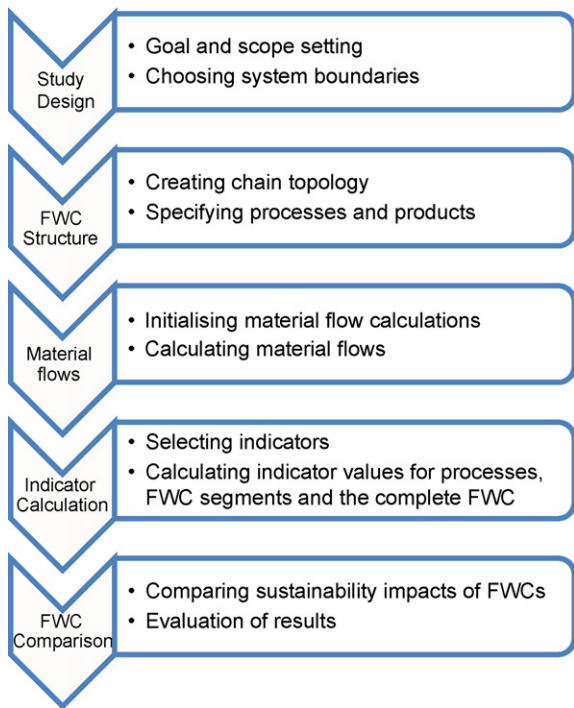 Study
Design
• Goal and scope setting
• Choosing system boundaries
FWC
Structure
• Creating chain topology
• Specifying processes and products
Material
flows
• Initialising material flow calculations
• Calculating material flows
Indicator
Calculation
• Selecting indicators
• Calculating indicator values for processes,
FWC segments and the complete FWC
FWC
Comparison
• Comparing sustainability impacts of FWCs
• Evaluation of results